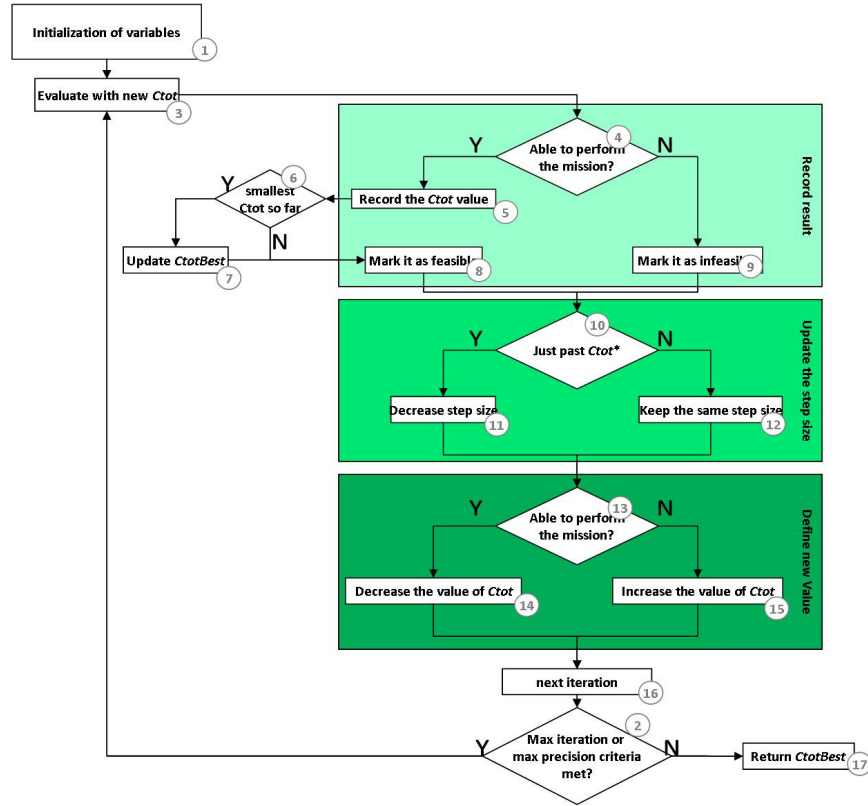 Initialization of variables
1
Evaluate with new Ctot
3
Able to perform
the mission?
4
Y
N
Record result
smallest
Ctot so far
6
Y
N
Record the Ctot value
5
Update CtotBest
7
Mark it as feasible
8
Mark it as infeasible
9
Just past Ctot*
10
Y
N
Update the step size
Decrease step size
11
Keep the same step size
12
Able to perform
the mission?
13
Y
N
Define new Value
Decrease the value of Ctot
14
Increase the value of Ctot
15
next iteration
16
Max iteration or
max precision criteria
met?
2
Y
N
Return CtotBest
17